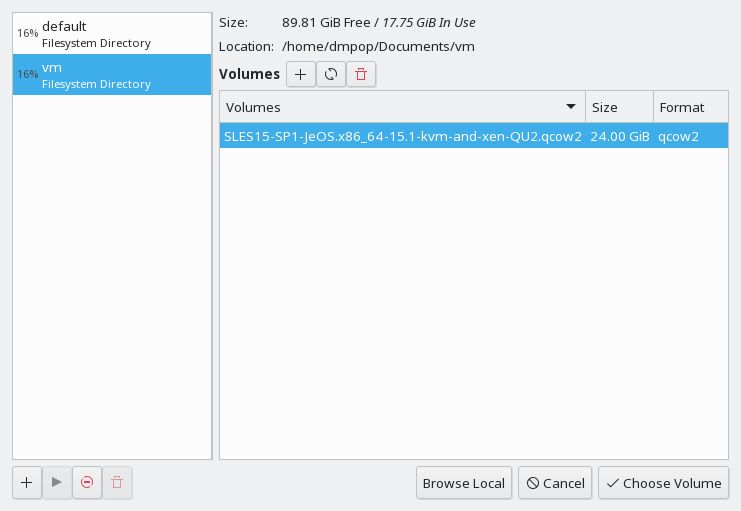 16% default
Filesystem Directory
16% vm
Filesystem Directory
Size: 89.81 GiB Free / 17.75 GiB In Use
Location: /home/dmpop/Documents/vm
Volumes
Volumes Size Format
SLES15-SP1-JeOS.x86_64-15.1-kvm-and-xen-QU2.qcow2 24.00 GiB qcow2
Browse Local Cancel Choose Volume